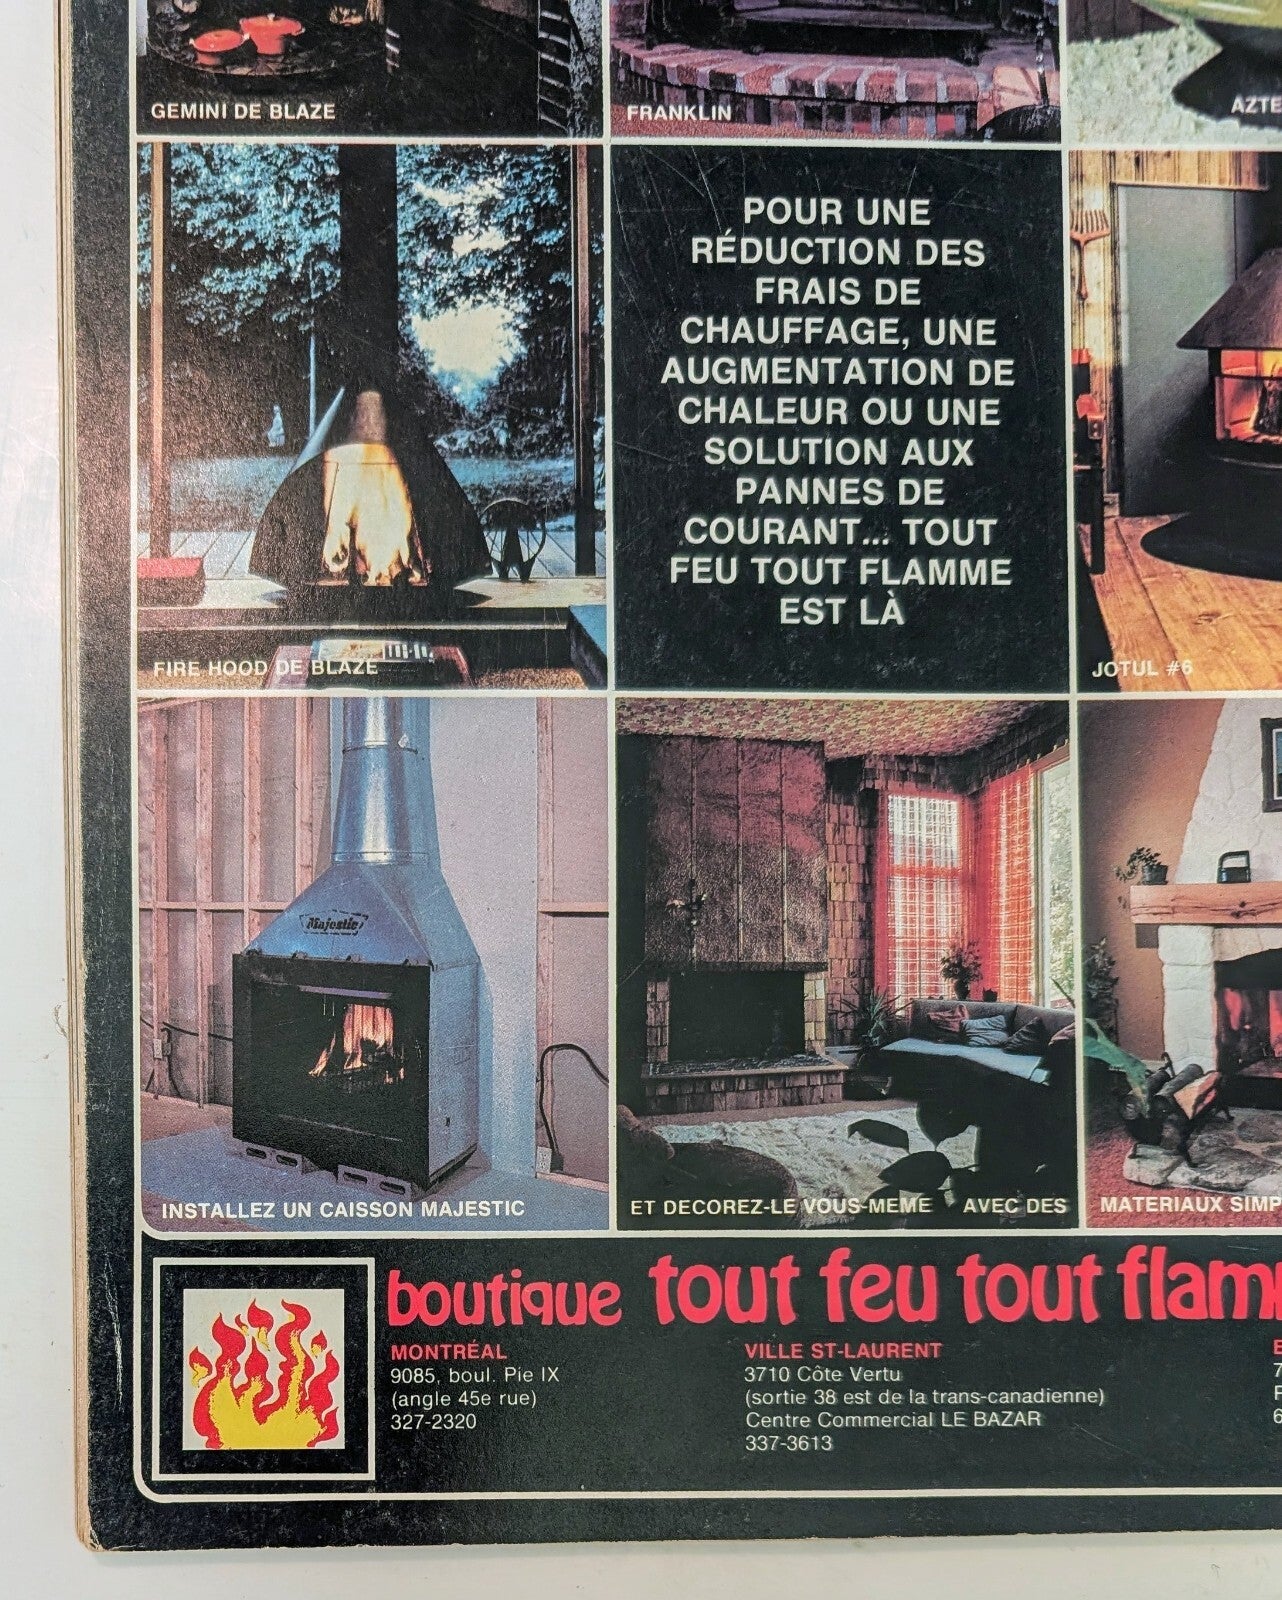 GEMINI DE BLAZE
FRANKLIN
POUR UNE
RÉDUCTION DES
FRAIS DE
CHAUFFAGE, UNE
AUGMENTATION DE
CHALEUR OU UNE
SOLUTION AUX
PANNES DE
COURANT... TOUT
FEU TOUT FLAMME
EST LÀ
FIRE HOOD DE BLAZE
JOTUL #6
Majestic
INSTALLEZ UN CAISSON MAJESTIC
ET DECOREZ-LE VOUS-MEME AVEC DES
MATERIAUX
boutique tout feu tout
MONTRÉAL
9085, boul. Pie IX
(angle 45e rue)
327-2320
VILLE ST-LAURENT
3710 Côte Vertu
(sortie 38 est de la trans-canadienne)
Centre Commercial LE BAZAR
337-3613